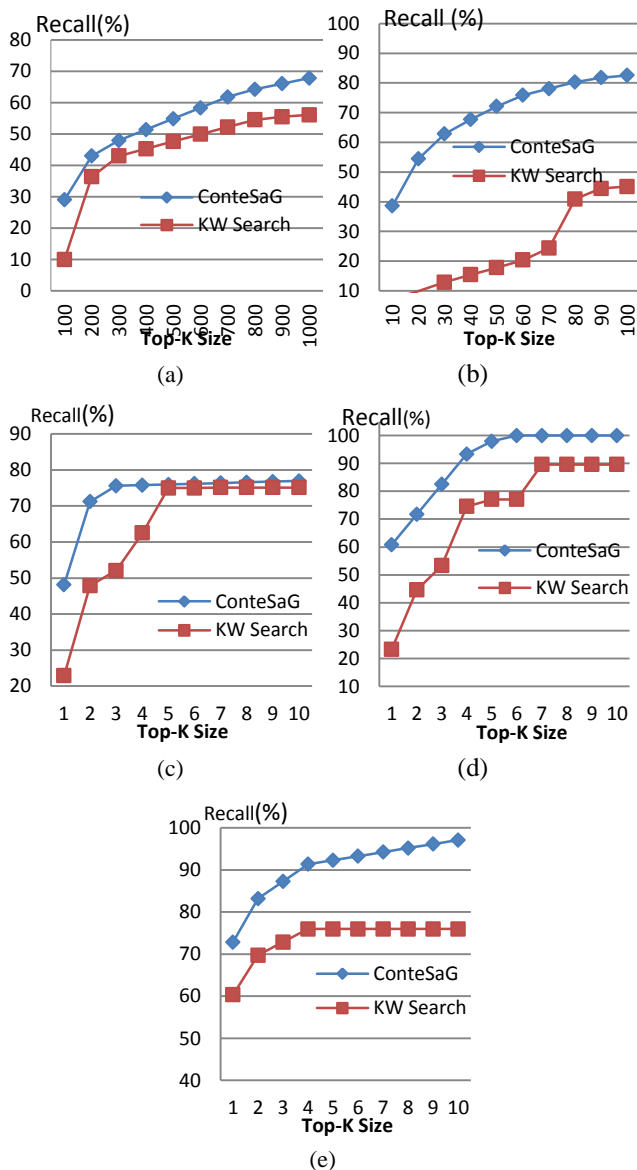 Recall(%)
80
70
60
50
40
30
20
10
0
ConteSaG
KW Search
100
200
300
400
500
600
700
800
900
1000
Top-K Size
(a)
Recall (%)
100
90
80
70
60
50
40
30
20
10
ConteSaG
KW Search
10
20
30
40
50
60
70
80
90
100
Top-K Size
(b)
Recall(%)
90
80
70
60
50
40
30
20
ConteSaG
KW Search
1 2 3 4 5 6 7 8 9 10
Top-K Size
(c)
Recall(%)
100
90
80
70
60
50
40
30
20
10
ConteSaG
KW Search
1 2 3 4 5 6 7 8 9 10
Top-K Size
(d)
Recall(%)
100
90
80
70
60
50
40
ConteSaG
KW Search
1 2 3 4 5 6 7 8 9 10
Top-K Size
(e)